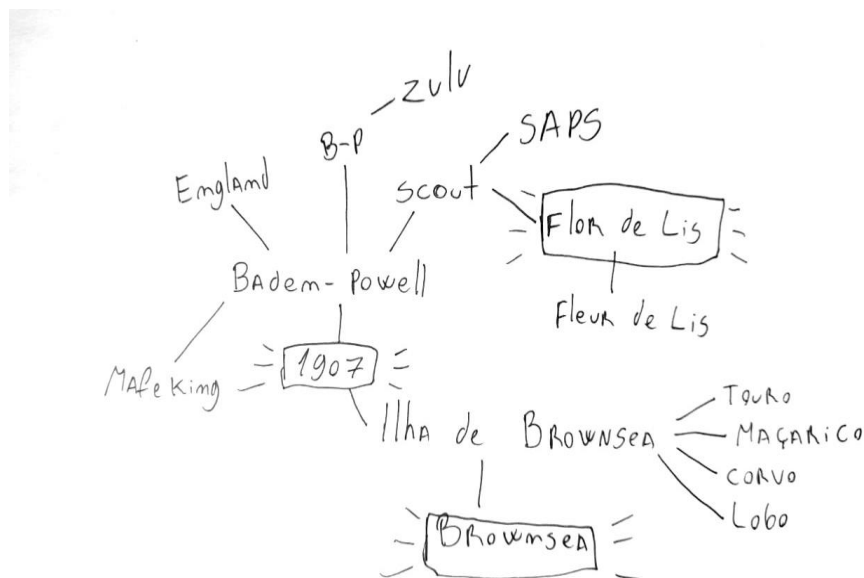 zulu
B-P
SAPS
England
scout
Flor de Lis
Baden-Powell
Fleur de Lis
1907
Mafeking
Ilha de Brownsea
Touro
Maçarico
Corvo
Lobo
Brownsea